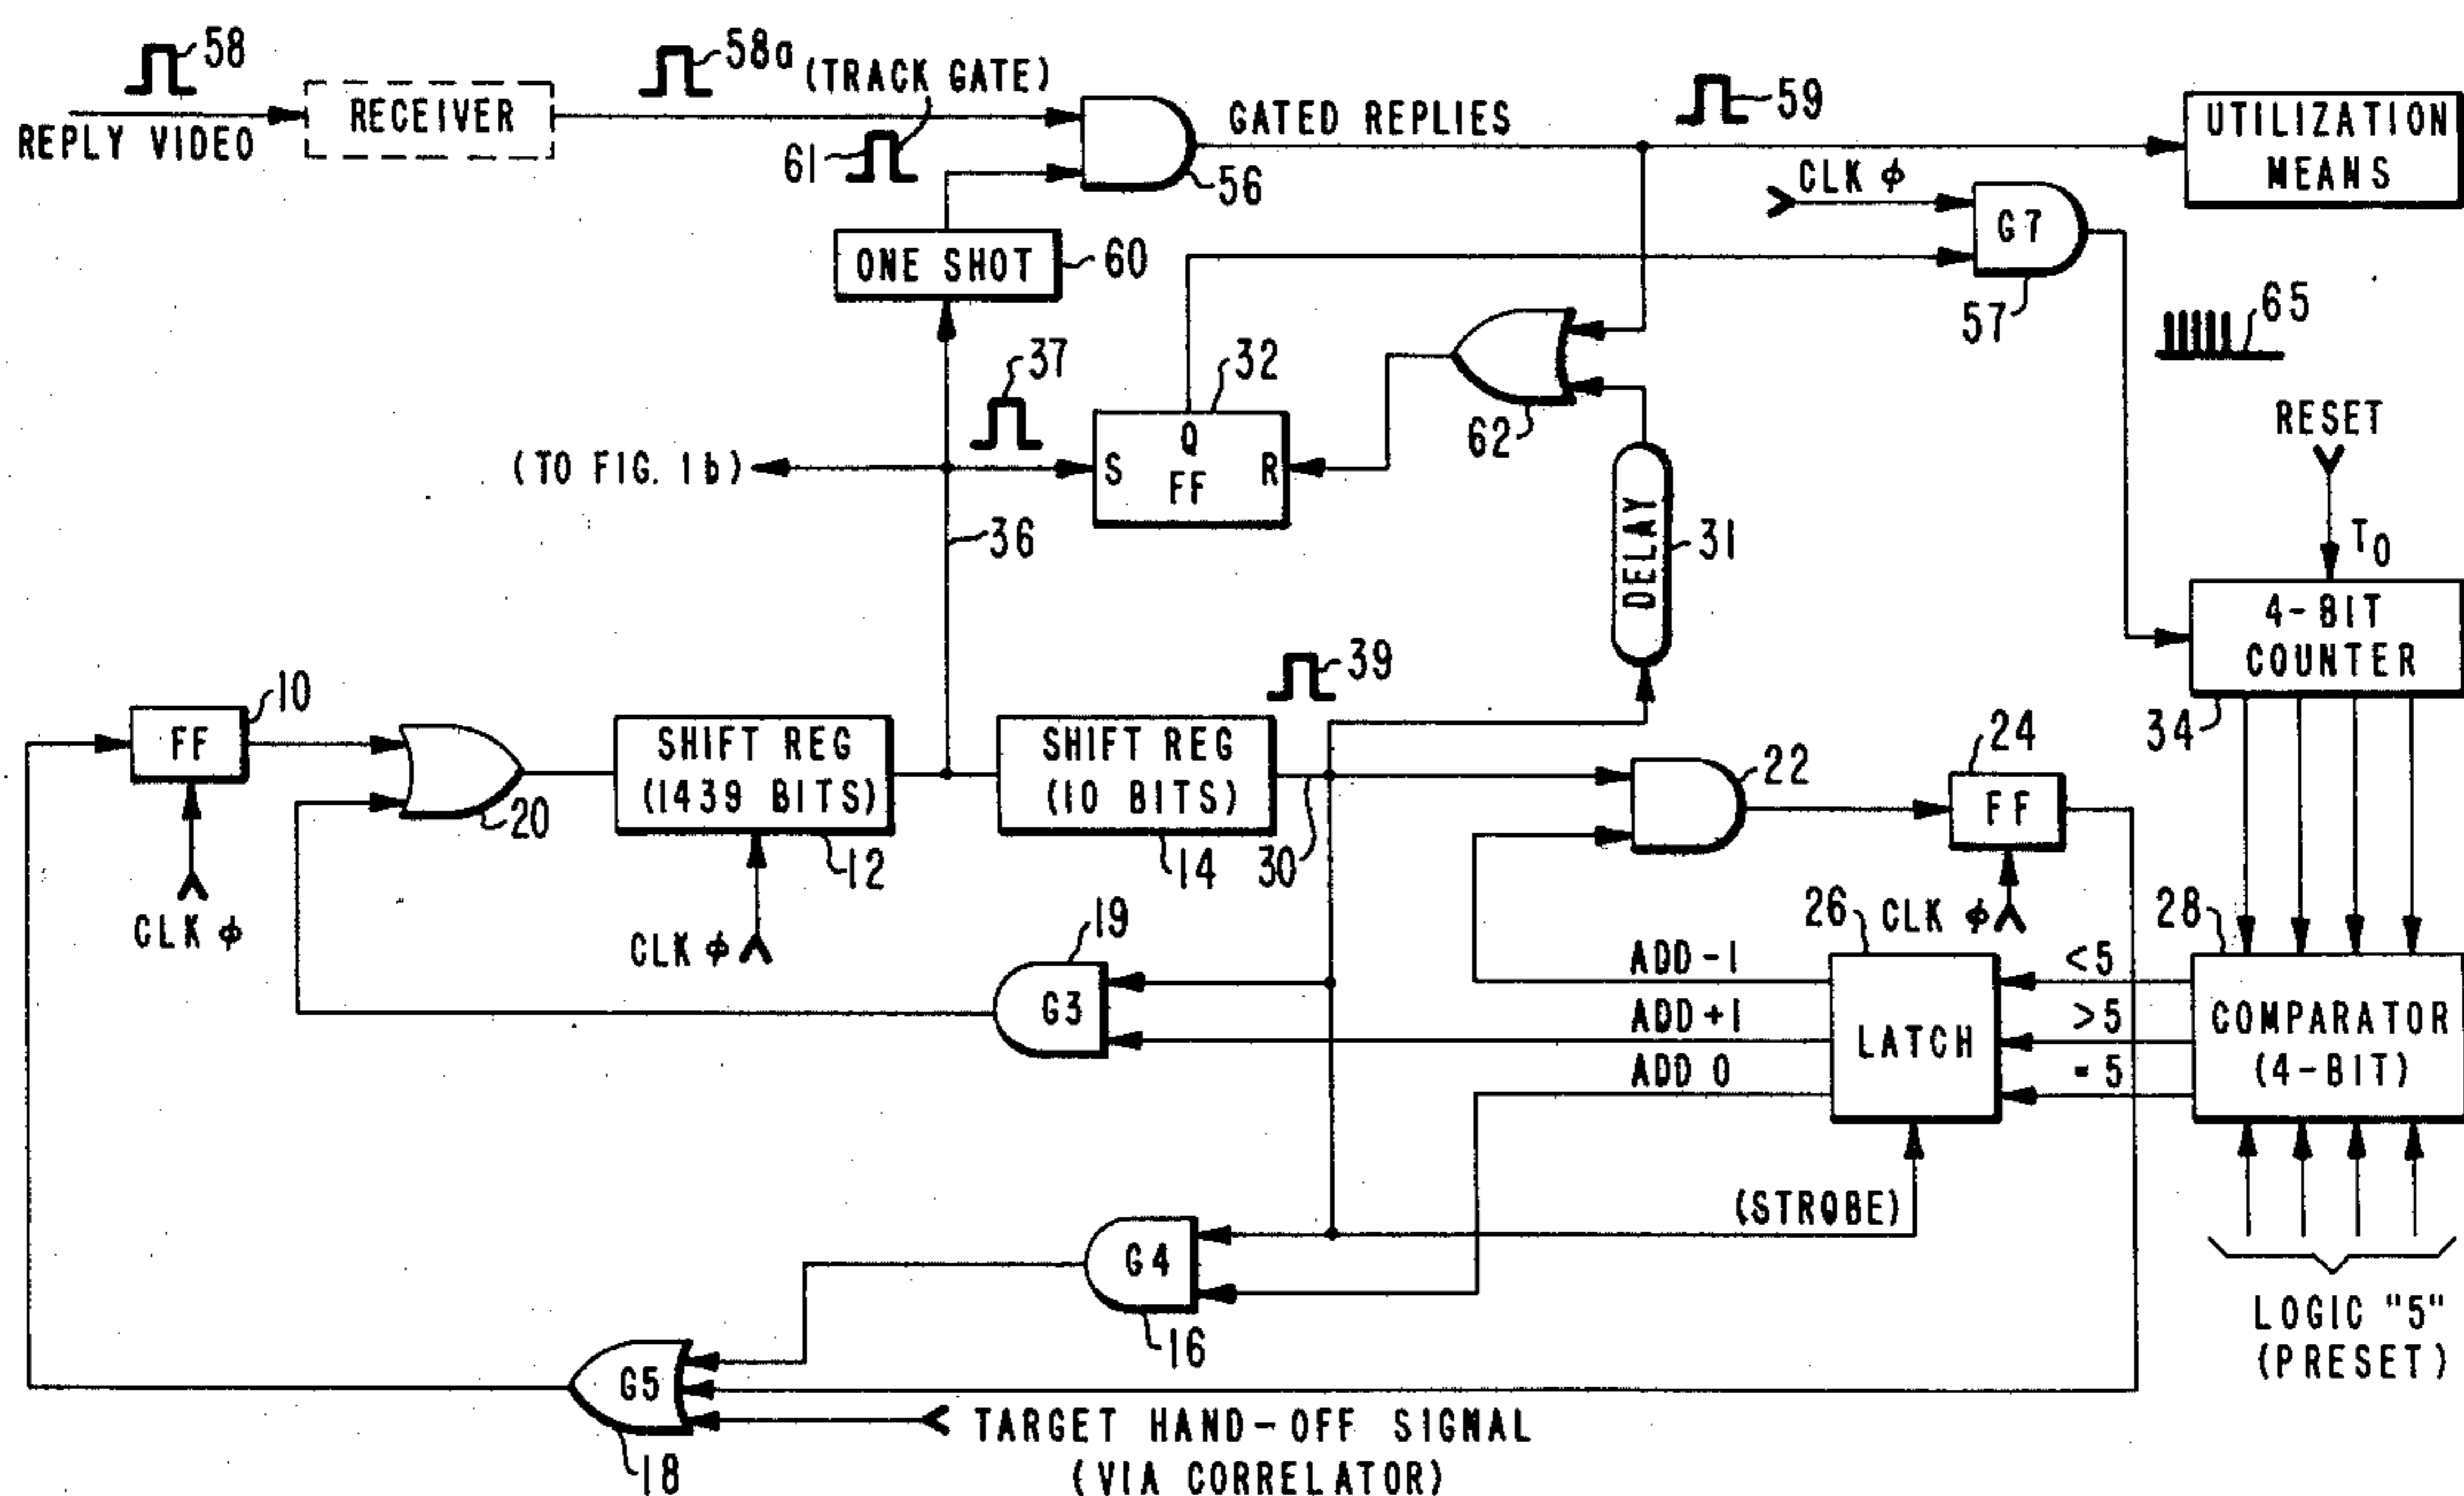 58
REPLY VIDEO
RECEIVER
58a
(TRACK GATE)
61
56
GATED REPLIES
59
UTILIZATION
MEANS
CLK φ
G7
57
65
ONE SHOT
60
37
32
(TO FIG. 1b)
S
Q
FF
R
62
36
DELAY
31
RESET
T0
4-BIT
COUNTER
34
10
FF
CLK φ
20
SHIFT REG
(1439 BITS)
12
CLK φ
SHIFT REG
(10 BITS)
14
39
30
22
24
FF
CLK φ
19
G3
26
LATCH
ADD -1
ADD +1
ADD 0
<5
>5
=5
28
COMPARATOR
(4-BIT)
(STROBE)
G4
16
LOGIC "5"
(PRESET)
G5
18
TARGET HAND-OFF SIGNAL
(VIA CORRELATOR)